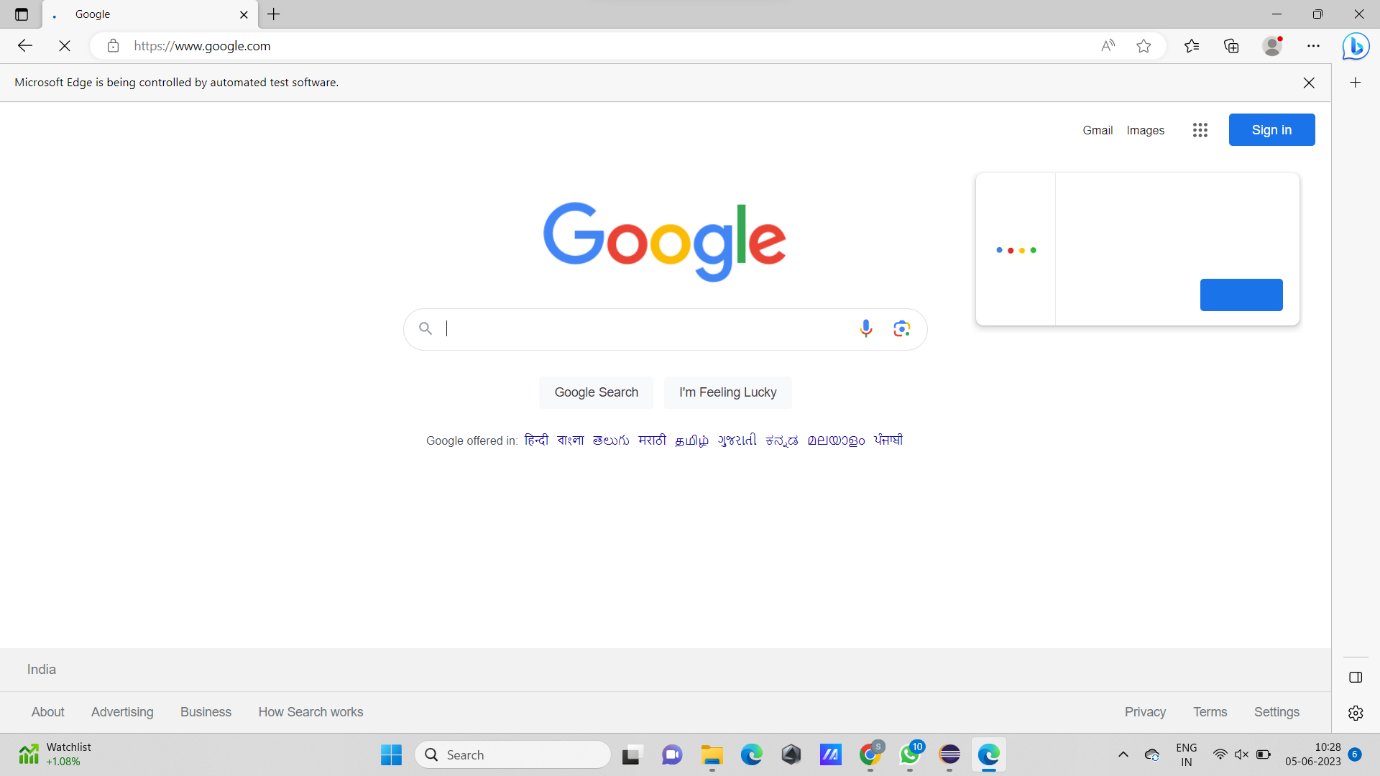 Google
https://www.google.com
Microsoft Edge is being controlled by automated test software.
Gmail Images Sign in
Google
Google Search I'm Feeling Lucky
Google offered in: हिन्दी বাংলা తెలుగు मराठी தமிழ் ગુજરાતી ಕನ್ನಡ മലയാളം ਪੰਜਾਬੀ
India
About Advertising Business How Search works Privacy Terms Settings
Watchlist
+1.08%
Search
S
10
ENG
IN
10:28
05-06-2023
6